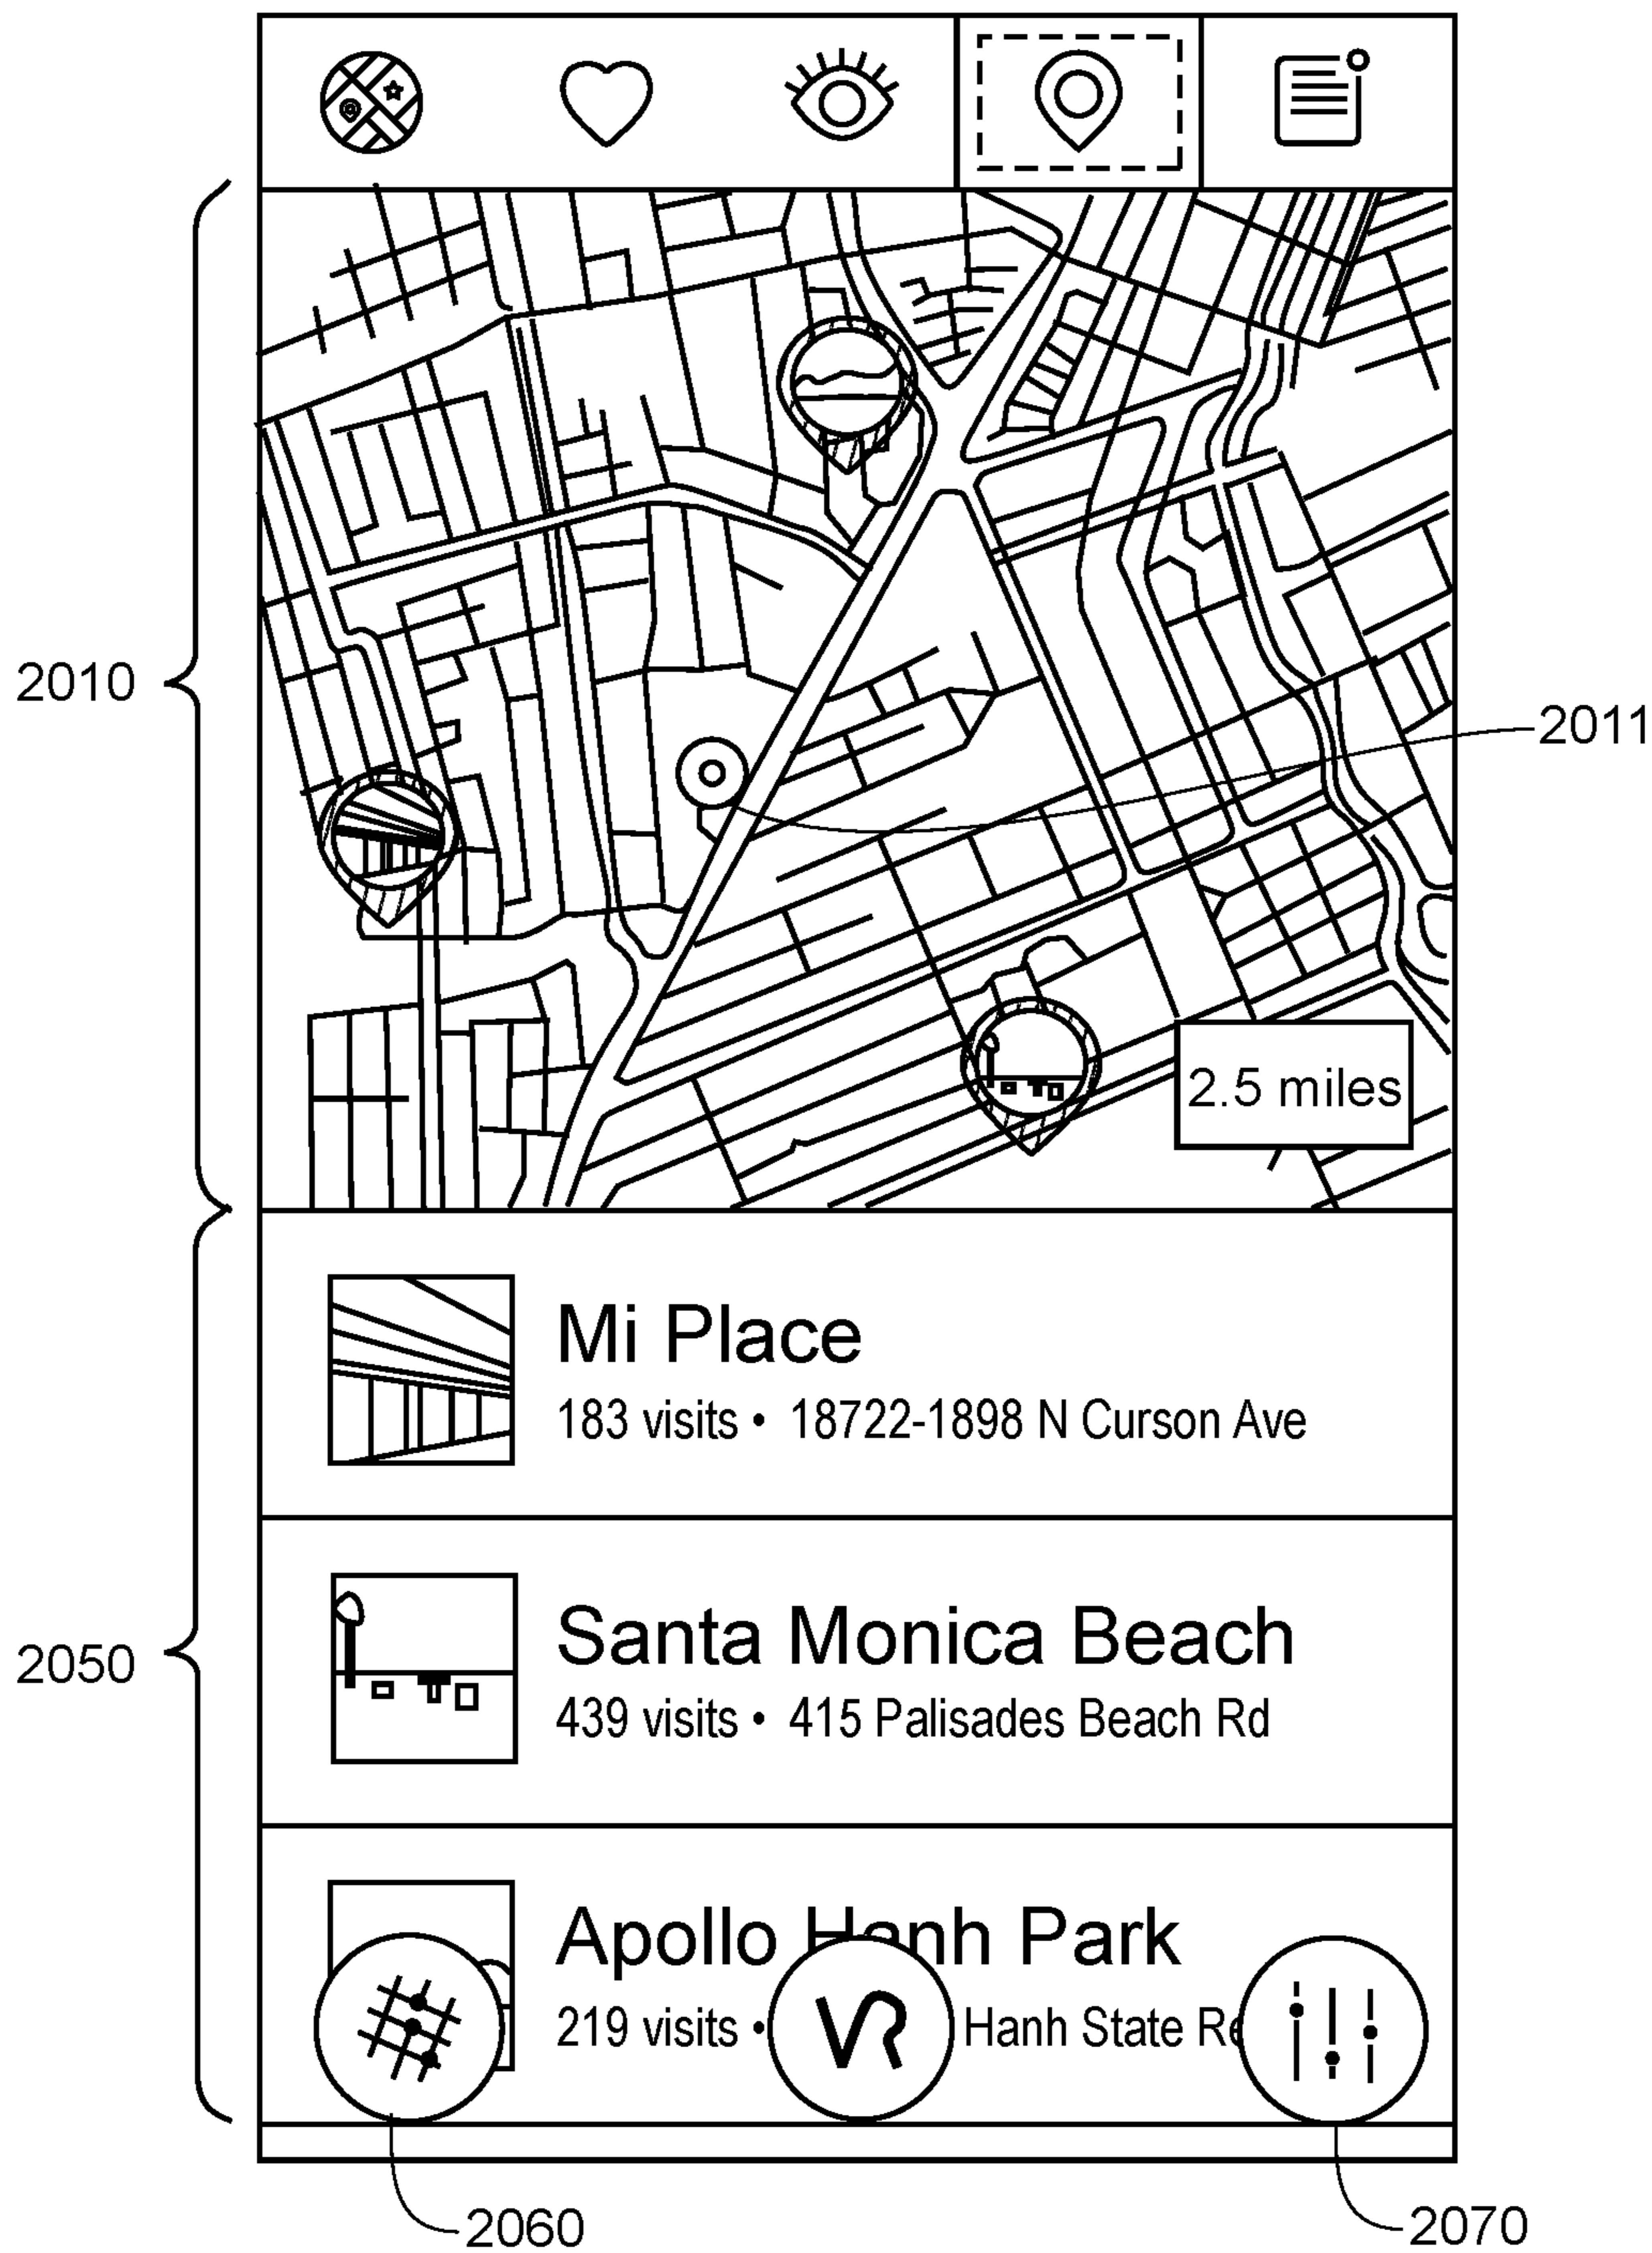 2010
2011
2.5 miles
Mi Place
183 visits • 18722-1898 N Curson Ave
2050
Santa Monica Beach
439 visits • 415 Palisades Beach Rd
Apollo Hanh Park
219 visits • VR Hanh State
2060
2070